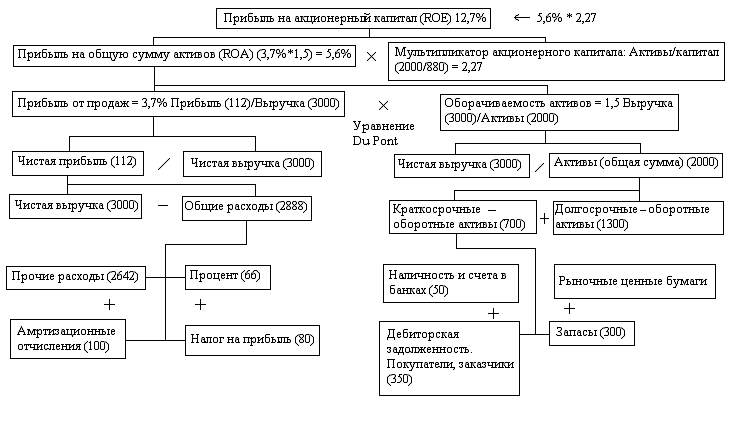 Прибыль на акционерный капитал (ROE) 12,7% ← 5,6% * 2,27
Прибыль на общую сумму активов (ROA) (3,7%*1,5) = 5,6%
×
Мультипликатор акционерного капитала: Активы/капитал
(2000/880) = 2,27
Прибыль от продаж = 3,7% Прибыль (112)/Выручка (3000)
×
Уравнение
Du Pont
Оборачиваемость активов = 1,5 Выручка
(3000)/Активы (2000)
Чистая прибыль (112) / Чистая выручка (3000)
Чистая выручка (3000) / Активы (общая сумма) (2000)
Чистая выручка (3000) – Общие расходы (2888)
Краткосрочные –
оборотные активы (700)
+
Долгосрочные – оборотные
активы (1300)
Прочие расходы (2642)
Процент (66)
+
+
Амртизационные
отчисления (100)
Налог на прибыль (80)
Наличность и счета в
банках (50)
Рыночные ценные бумаги
+
+
Дебиторская
задолженность.
Покупатели, заказчики
(350)
Запасы (300)